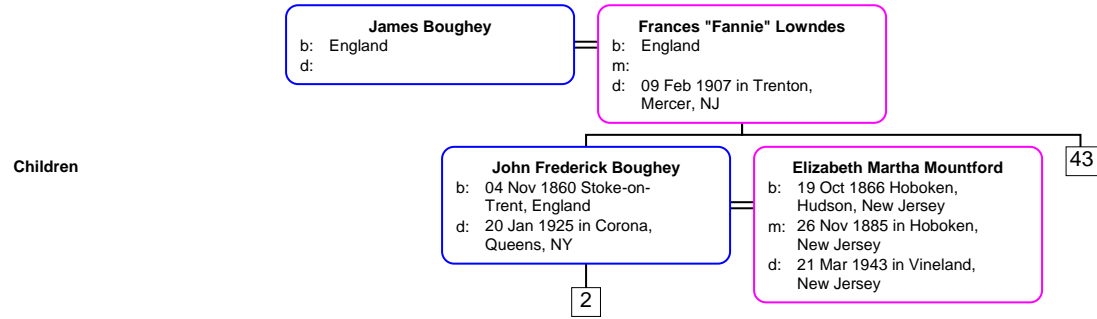 James Boughey
b: England
d:
Frances "Fannie" Lowndes
b: England
m:
d: 09 Feb 1907 in Trenton,
Mercer, NJ
Children
John Frederick Boughey
b: 04 Nov 1860 Stoke-on-
Trent, England
d: 20 Jan 1925 in Corona,
Queens, NY
Elizabeth Martha Mountford
b: 19 Oct 1866 Hoboken,
Hudson, New Jersey
m: 26 Nov 1885 in Hoboken,
New Jersey
d: 21 Mar 1943 in Vineland,
New Jersey
43
2